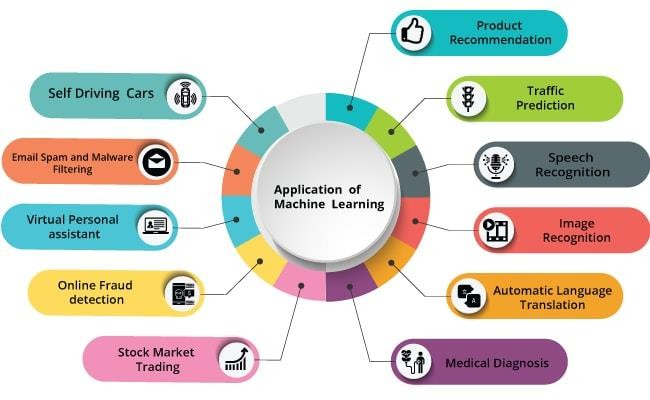 Product
Recommendation
Traffic
Prediction
Speech
Recognition
Image
Recognition
Automatic Language
Translation
Medical Diagnosis
Stock Market
Trading
Online Fraud
detection
Virtual Personal
assistant
Email Spam and Malware
Filtering
Self Driving Cars
Application of
Machine Learning